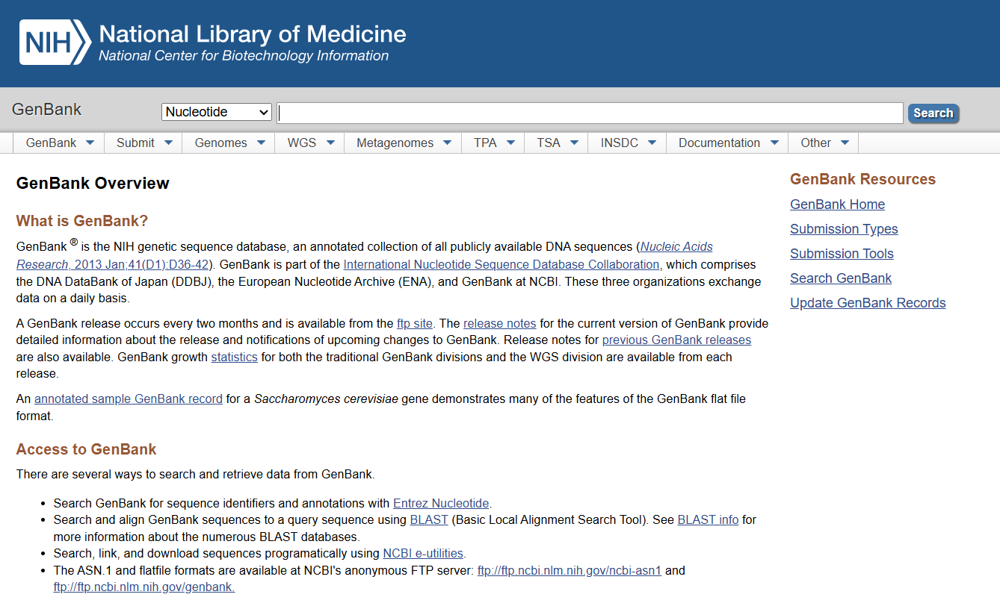 NIH National Library of Medicine
National Center for Biotechnology Information
GenBank Nucleotide Search
GenBank Submit Genomes WGS Metagenomes TPA TSA INSDC Documentation Other
GenBank Overview
What is GenBank?
GenBank ® is the NIH genetic sequence database, an annotated collection of all publicly available DNA sequences (Nucleic Acids
Research, 2013 Jan;41(D1):D36-42). GenBank is part of the International Nucleotide Sequence Database Collaboration, which comprises
the DNA DataBank of Japan (DDBJ), the European Nucleotide Archive (ENA), and GenBank at NCBI. These three organizations exchange
data on a daily basis.
A GenBank release occurs every two months and is available from the ftp site. The release notes for the current version of GenBank provide
detailed information about the release and notifications of upcoming changes to GenBank. Release notes for previous GenBank releases
are also available. GenBank growth statistics for both the traditional GenBank divisions and the WGS division are available from each
release.
An annotated sample GenBank record for a Saccharomyces cerevisiae gene demonstrates many of the features of the GenBank flat file
format.
Access to GenBank
There are several ways to search and retrieve data from GenBank.
• Search GenBank for sequence identifiers and annotations with Entrez Nucleotide.
• Search and align GenBank sequences to a query sequence using BLAST (Basic Local Alignment Search Tool). See BLAST info for
more information about the numerous BLAST databases.
• Search, link, and download sequences programatically using NCBI e-utilities.
• The ASN.1 and flatfile formats are available at NCBI's anonymous FTP server: ftp://ftp.ncbi.nlm.nih.gov/ncbi-asn1 and
ftp://ftp.ncbi.nlm.nih.gov/genbank.
GenBank Resources
GenBank Home
Submission Types
Submission Tools
Search GenBank
Update GenBank Records